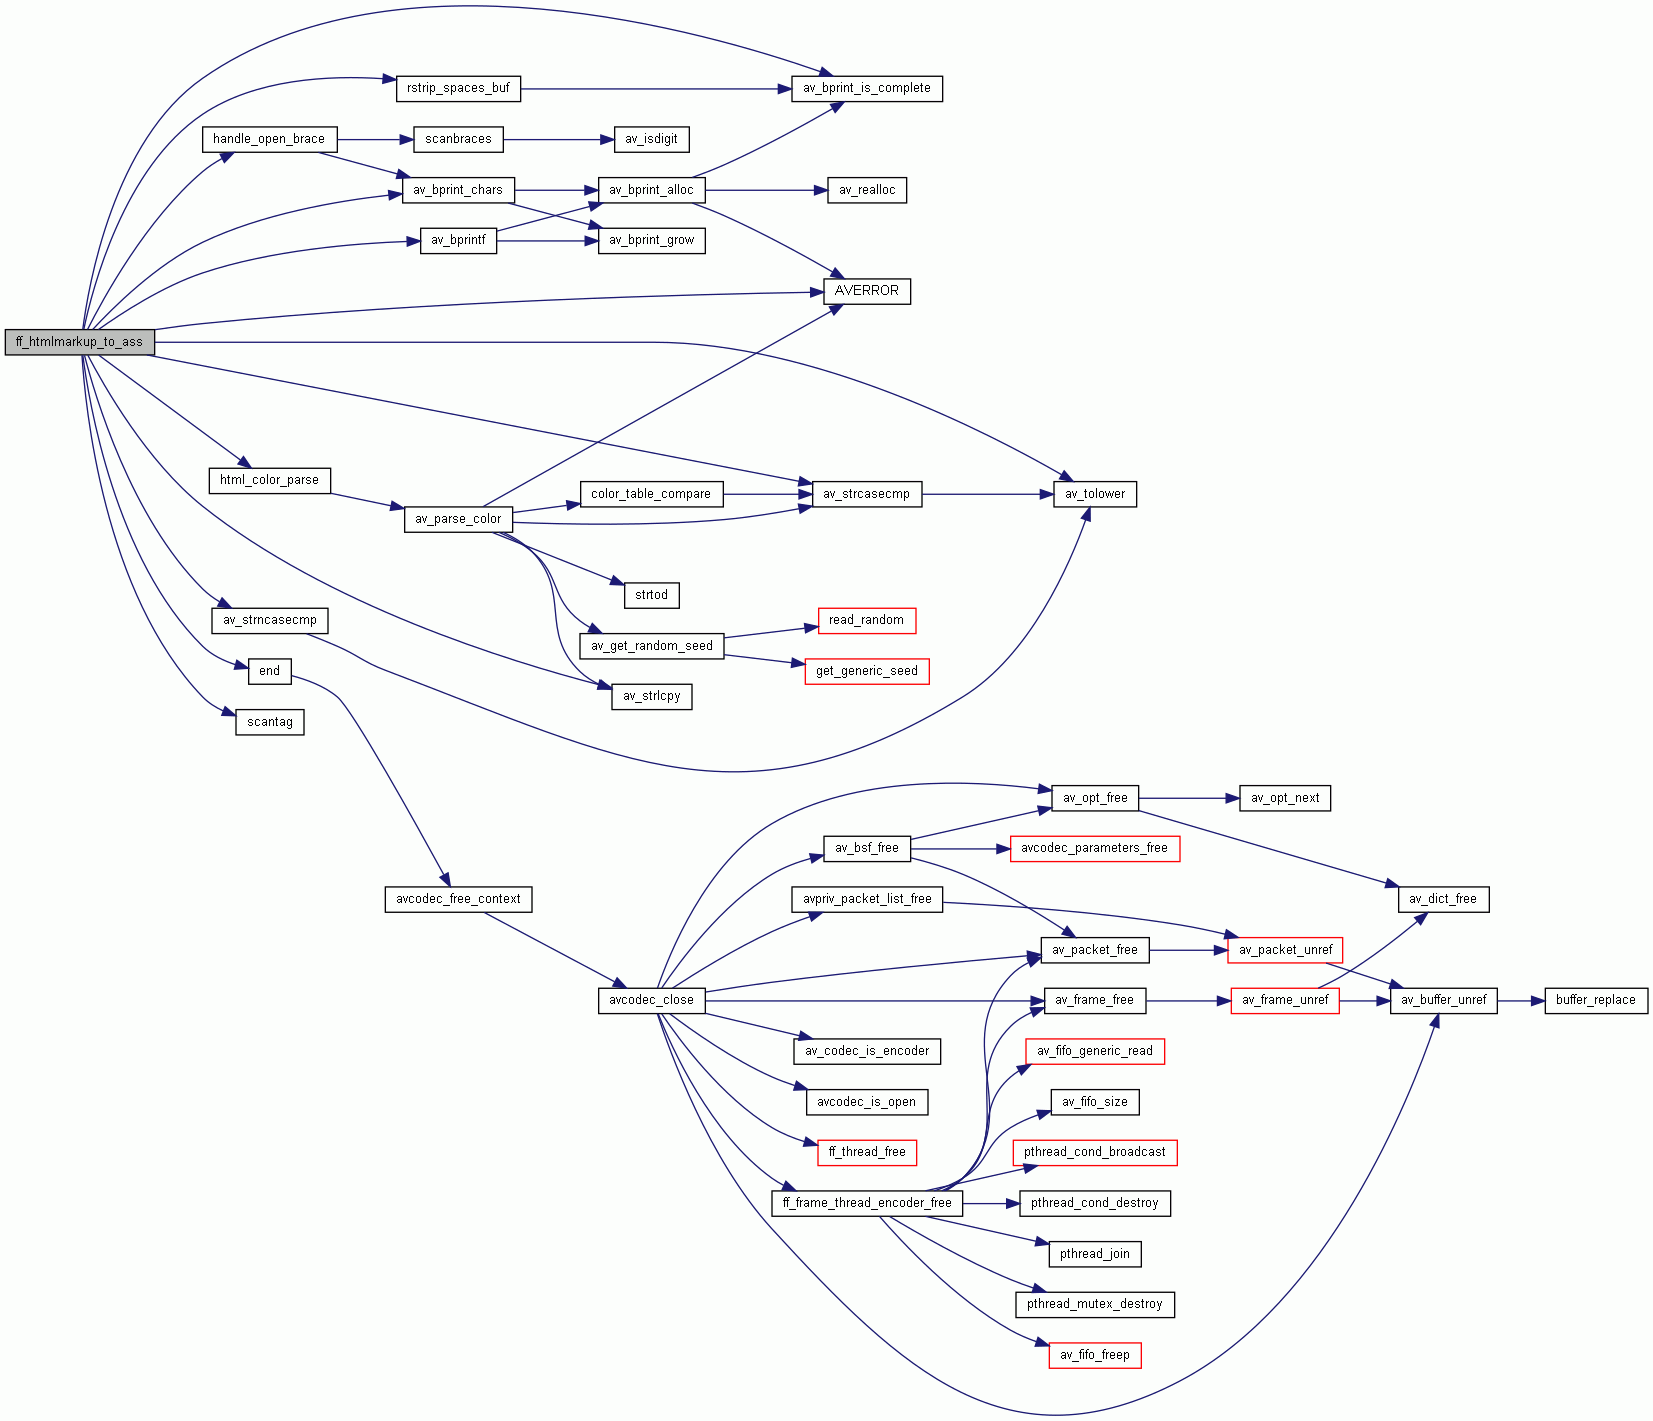 av_bprint_is_complete
rstrip_spaces_buf
handle_open_brace
scanbraces
av_isdigit
av_bprint_chars
av_bprint_alloc
av_realloc
av_bprintf
av_bprint_grow
AVERROR
ff_htmlmarkup_to_ass
html_color_parse
color_table_compare
av_strcasecmp
av_tolower
av_parse_color
strtod
av_strncasecmp
read_random
av_get_random_seed
end
get_generic_seed
av_strlcpy
scantag
av_opt_free
av_opt_next
av_bsf_free
avcodec_parameters_free
avcodec_free_context
avpriv_packet_list_free
av_dict_free
av_packet_free
av_packet_unref
avcodec_close
av_frame_free
av_frame_unref
av_buffer_unref
buffer_replace
av_codec_is_encoder
av_fifo_generic_read
avcodec_is_open
av_fifo_size
ff_thread_free
pthread_cond_broadcast
ff_frame_thread_encoder_free
pthread_cond_destroy
pthread_join
pthread_mutex_destroy
av_fifo_freep